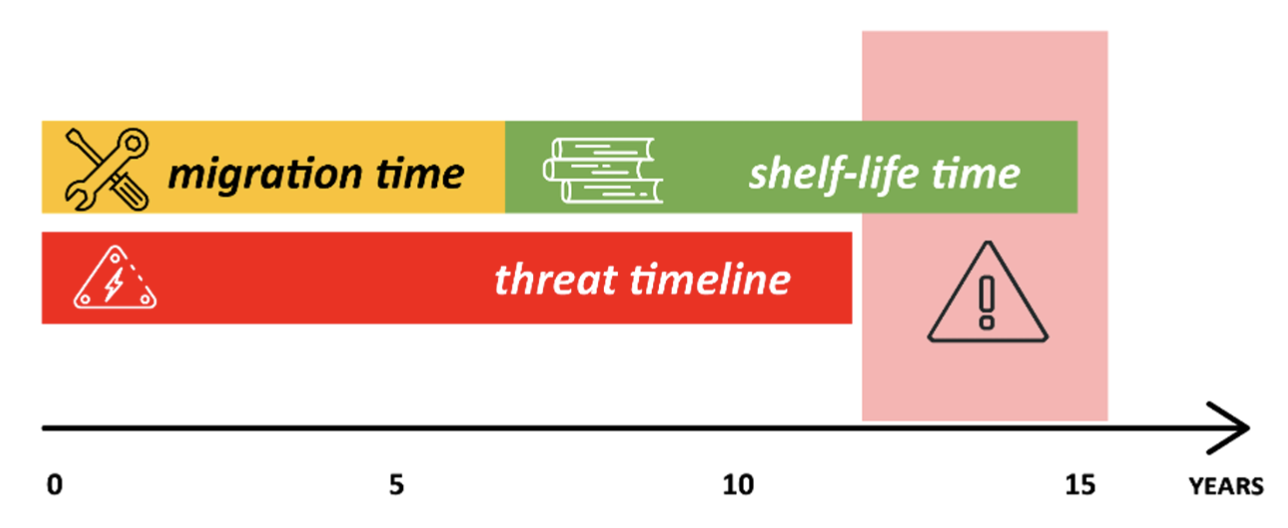 migration time
shelf-life time
threat timeline
0 5 10 15 YEARS